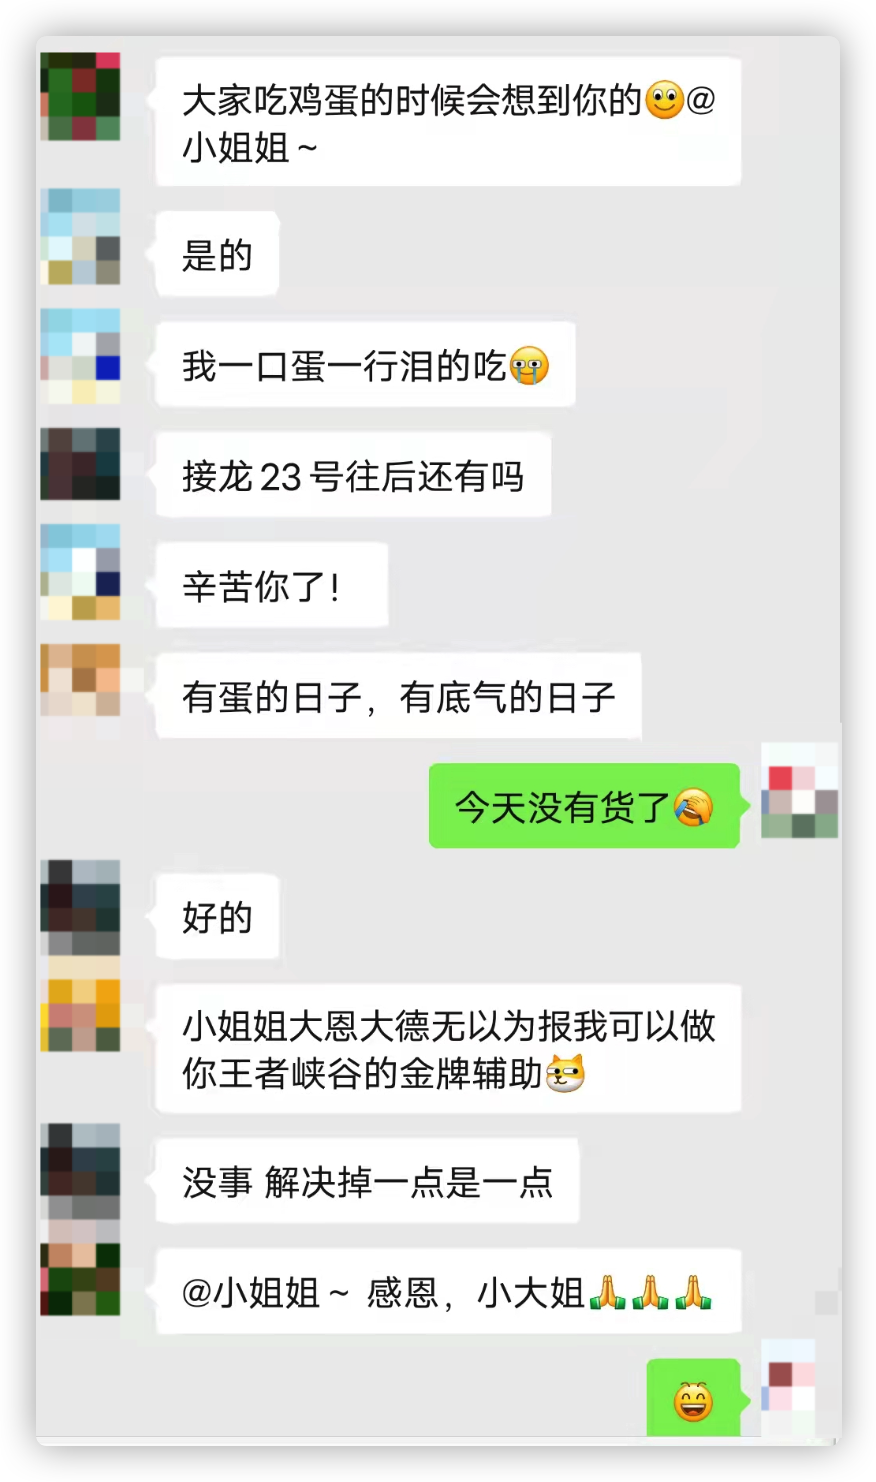 大家吃鸡蛋的时候会想到你的🙂@
小姐姐～
是的
我一口蛋一行泪的吃😭
接龙23号往后还有吗
辛苦你了！
有蛋的日子，有底气的日子
今天没有货了🤦
好的
小姐姐大恩大德无以为报我可以做
你王者峡谷的金牌辅助
没事 解决掉一点是一点
@小姐姐～ 感恩，小大姐🙏🙏🙏
😄